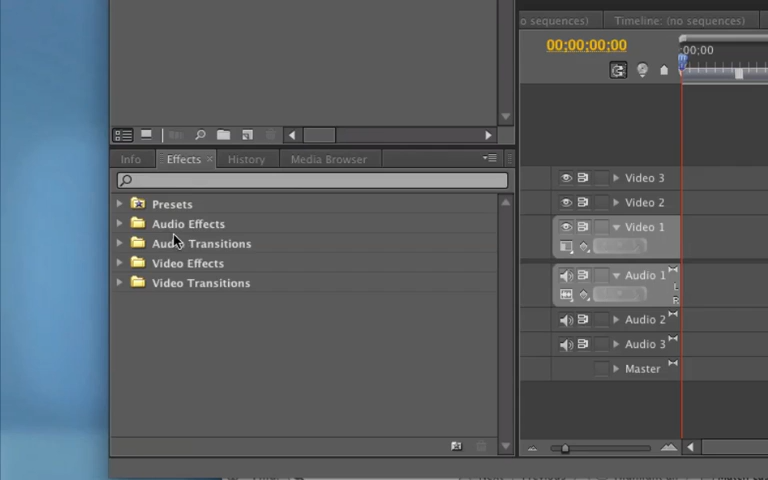 o sequences)
Timeline: (no sequences)
00;00;00;00
:00;00
Info
Effects ×
History
Media Browser
Presets
Audio Effects
Audio Transitions
Video Effects
Video Transitions
Video 3
Video 2
Video 1
Audio 1
L
R
Audio 2
Audio 3
Master